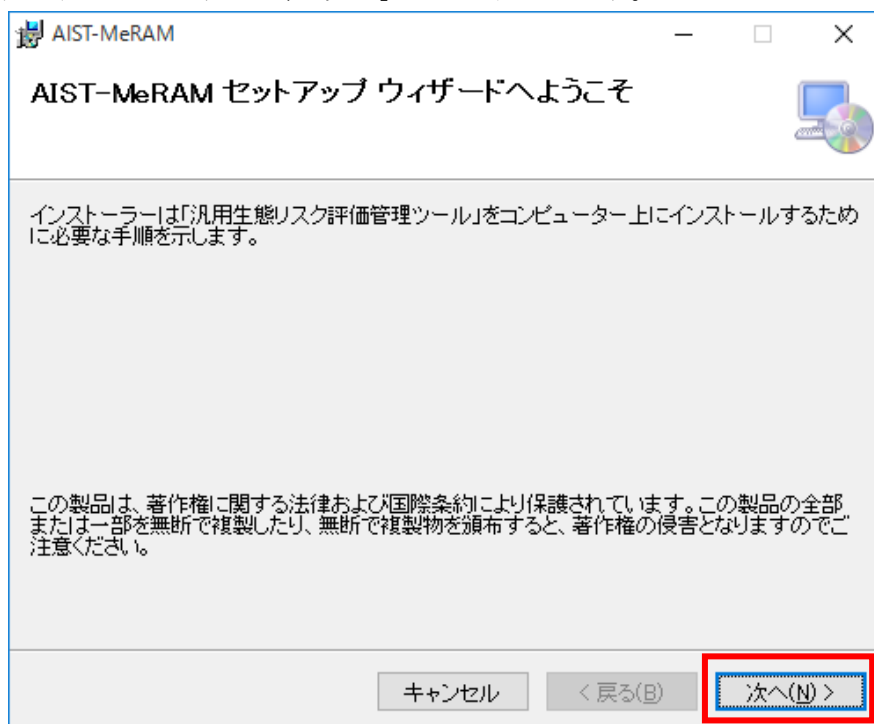 AIST-MeRAM
AIST-MeRAM セットアップ ウィザードへようこそ
インストーラーは「汎用生態リスク評価管理ツール」をコンピューター上にインストールするため
に必要な手順を示します。
この製品は、著作権に関する法律および国際条約により保護されています。この製品の全部
または一部を無断で複製したり、無断で複製物を頒布すると、著作権の侵害となりますのでご
注意ください。
キャンセル
< 戻る(B)
次へ(N) >